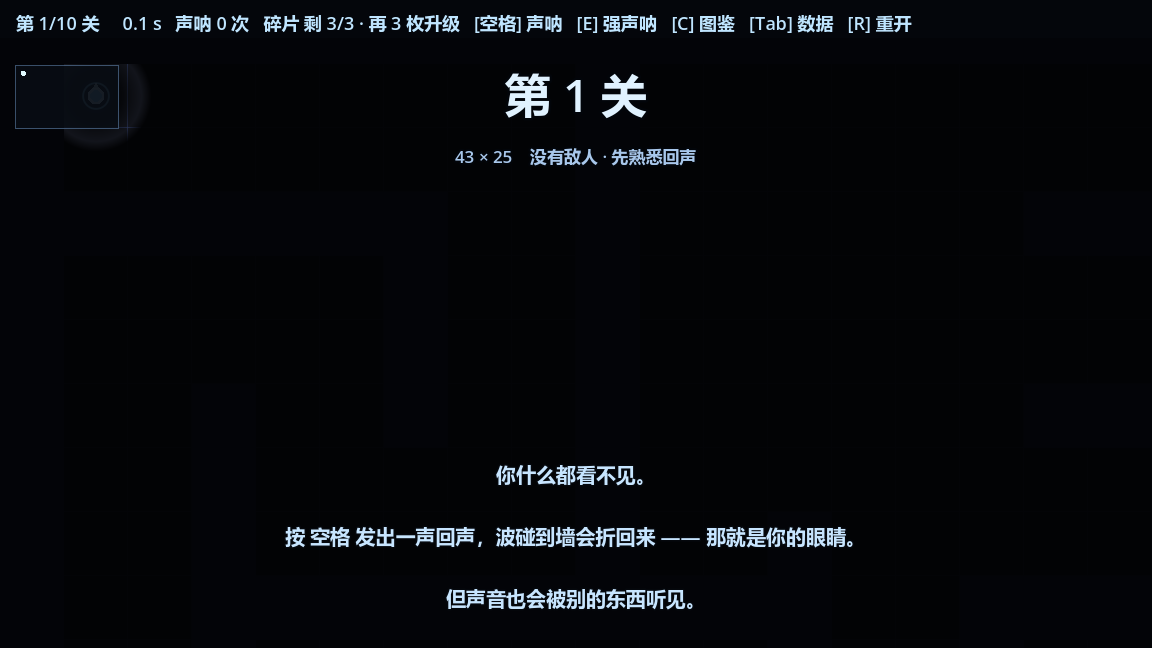 第 1/10 关 0.1 s 声呐 0 次 碎片 剩 3/3 · 再 3 枚升级 [空格] 声呐 [E] 强声呐 [C] 图鉴 [Tab] 数据 [R] 重开
第 1 关
43 × 25 没有敌人 · 先熟悉回声
你什么都看不见。
按 空格 发出一声回声，波碰到墙会折回来 —— 那就是你的眼睛。
但声音也会被别的东西听见。